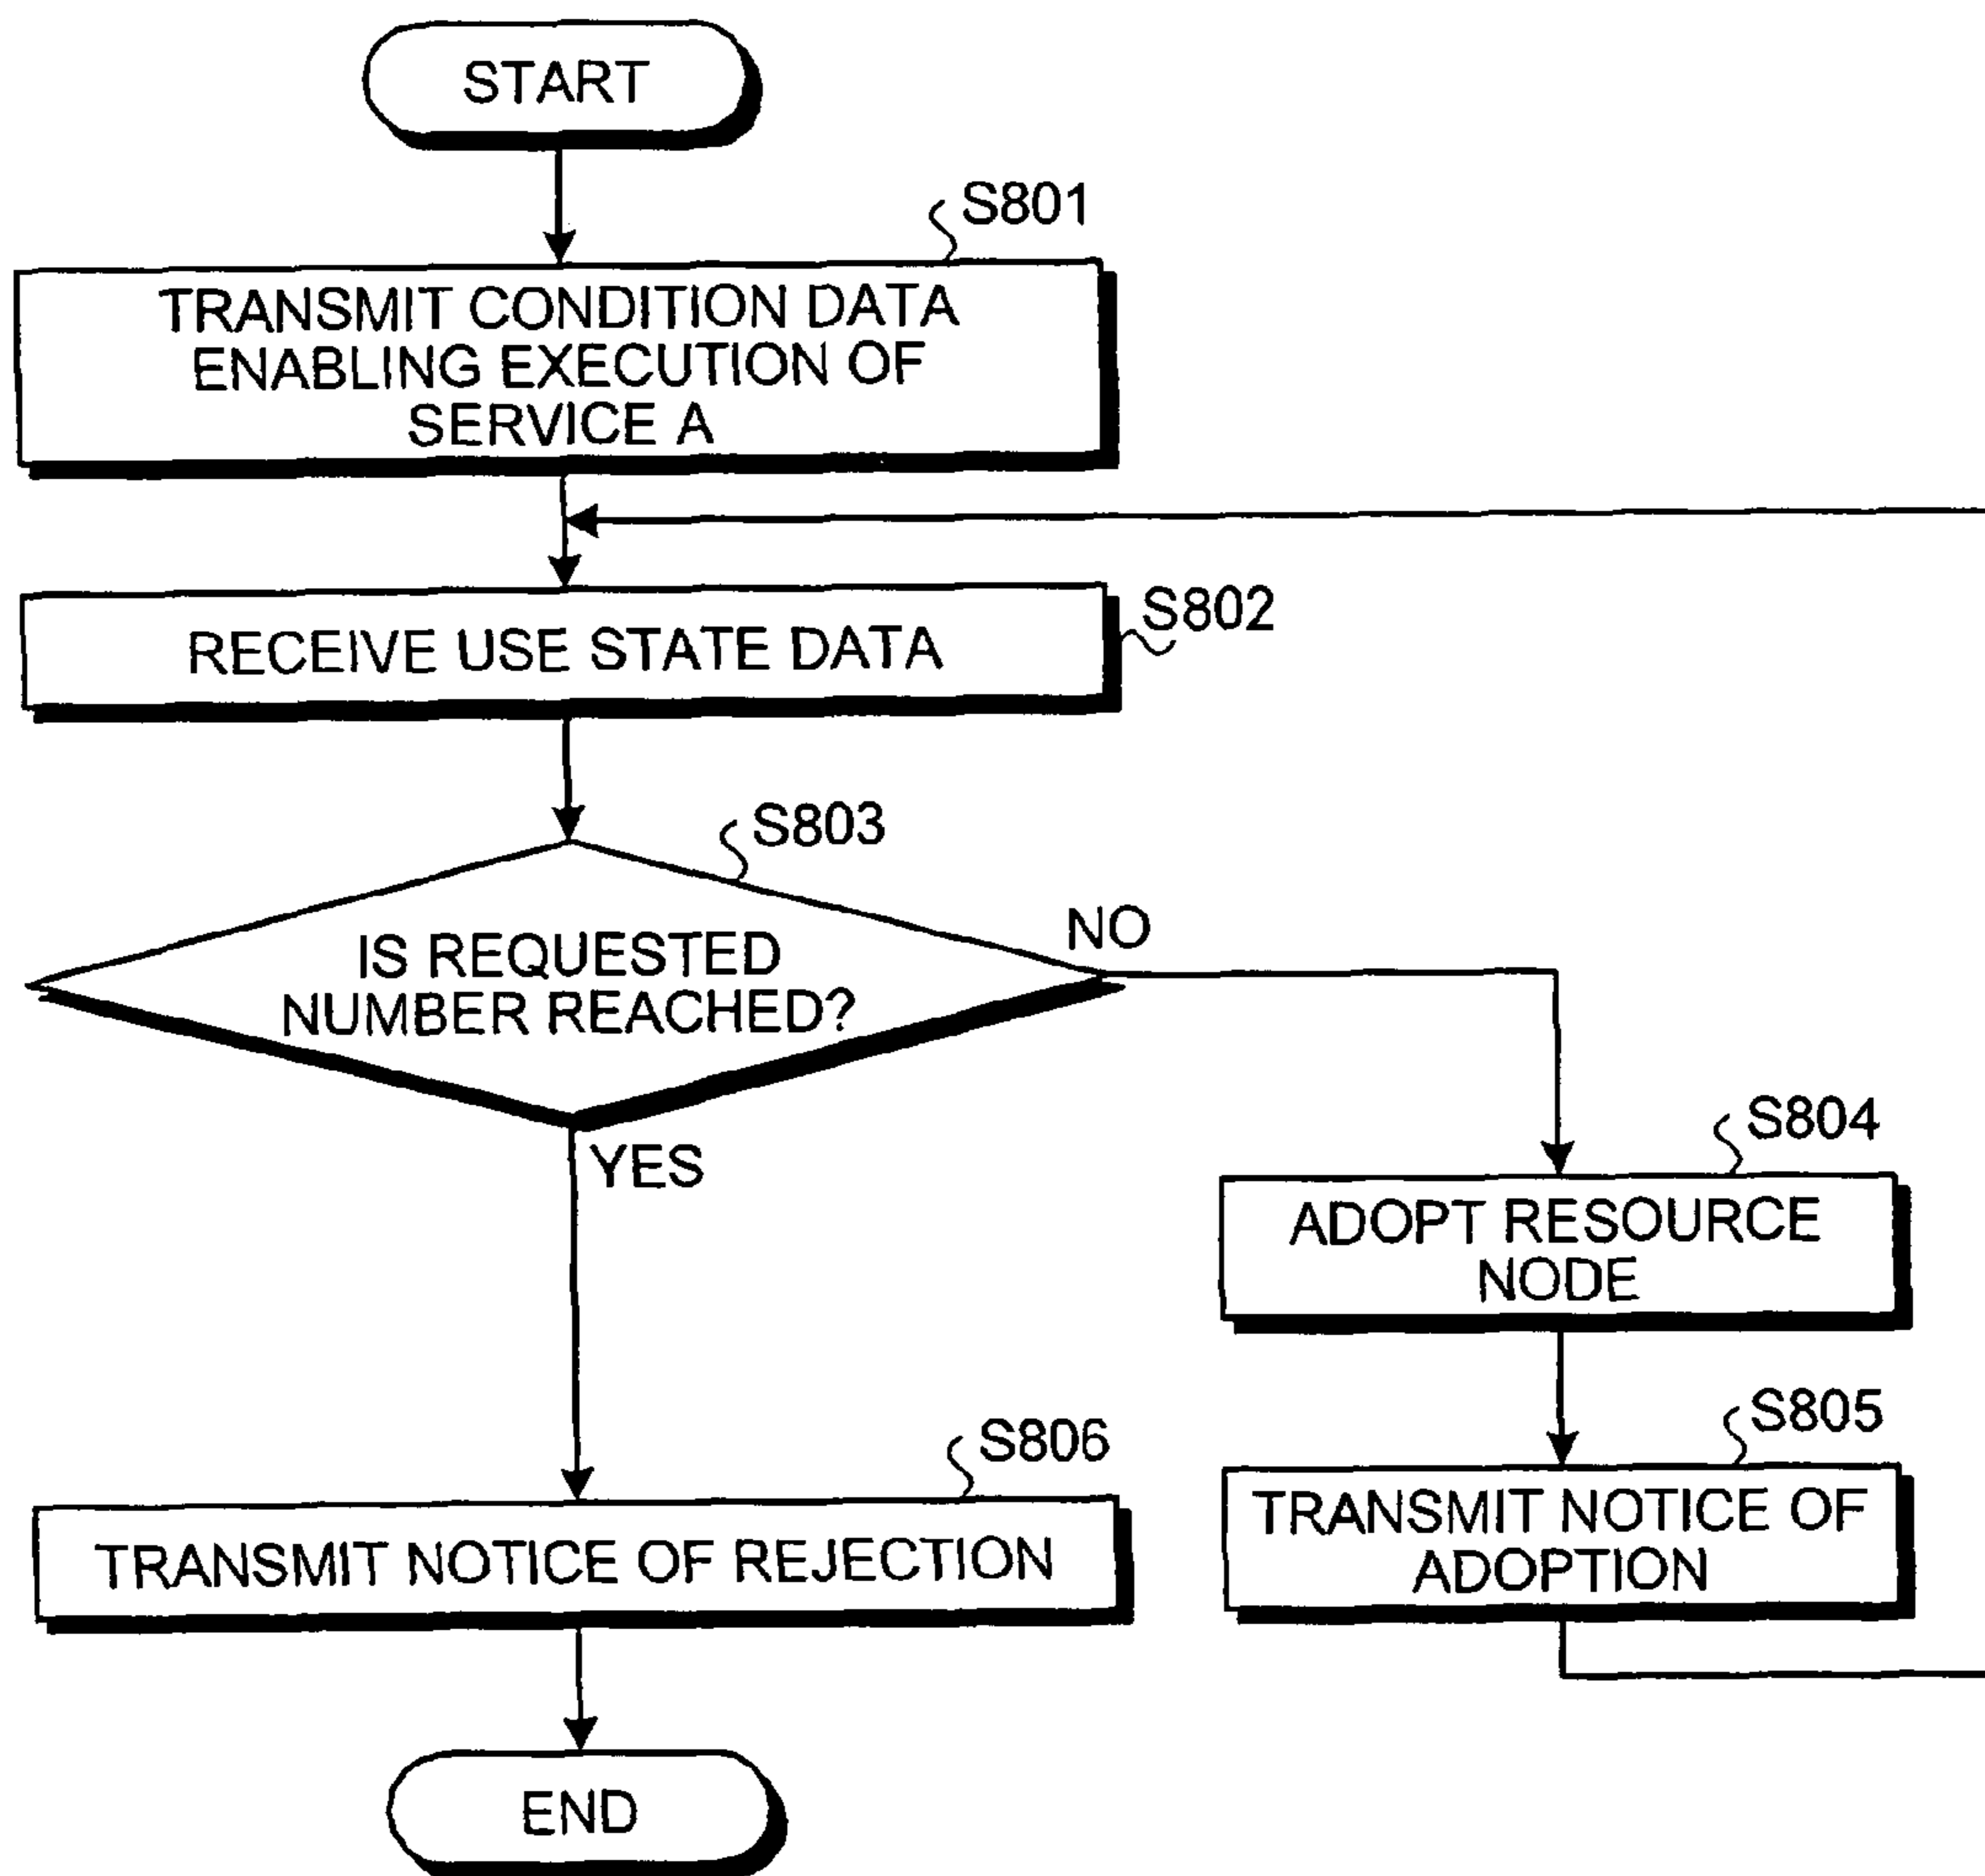 START
S801
TRANSMIT CONDITION DATA
ENABLING EXECUTION OF
SERVICE A
S802
RECEIVE USE STATE DATA
S803
IS REQUESTED
NUMBER REACHED?
NO
YES
S804
ADOPT RESOURCE
NODE
S805
TRANSMIT NOTICE OF
ADOPTION
S806
TRANSMIT NOTICE OF REJECTION
END